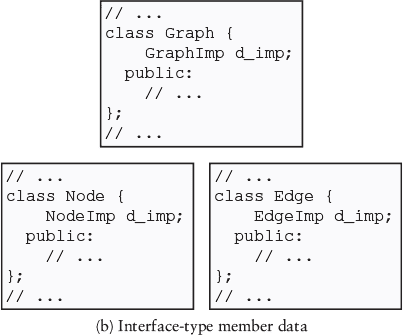 // ...
class Graph {
    GraphImp d_imp;
  public:
    // ...
};
// ...
// ...
class Node {
    NodeImp d_imp;
  public:
    // ...
};
// ...
// ...
class Edge {
    EdgeImp d_imp;
  public:
    // ...
};
// ...
(b) Interface-type member data